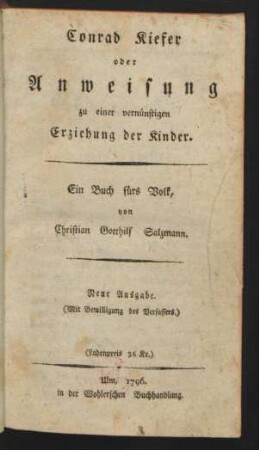 Conrad Kiefer
oder
Anweisung
zu einer vernünftigen
Erziehung der Kinder.
Ein Buch fürs Volk,
von
Christian Gotthilf Salzmann.
Neue Ausgabe.
(Mit Bewilligung des Verfassers.)
(Ladenpreis 36 Kr.)
Ulm, 1796.
in der Wohlerschen Buchhandlung.